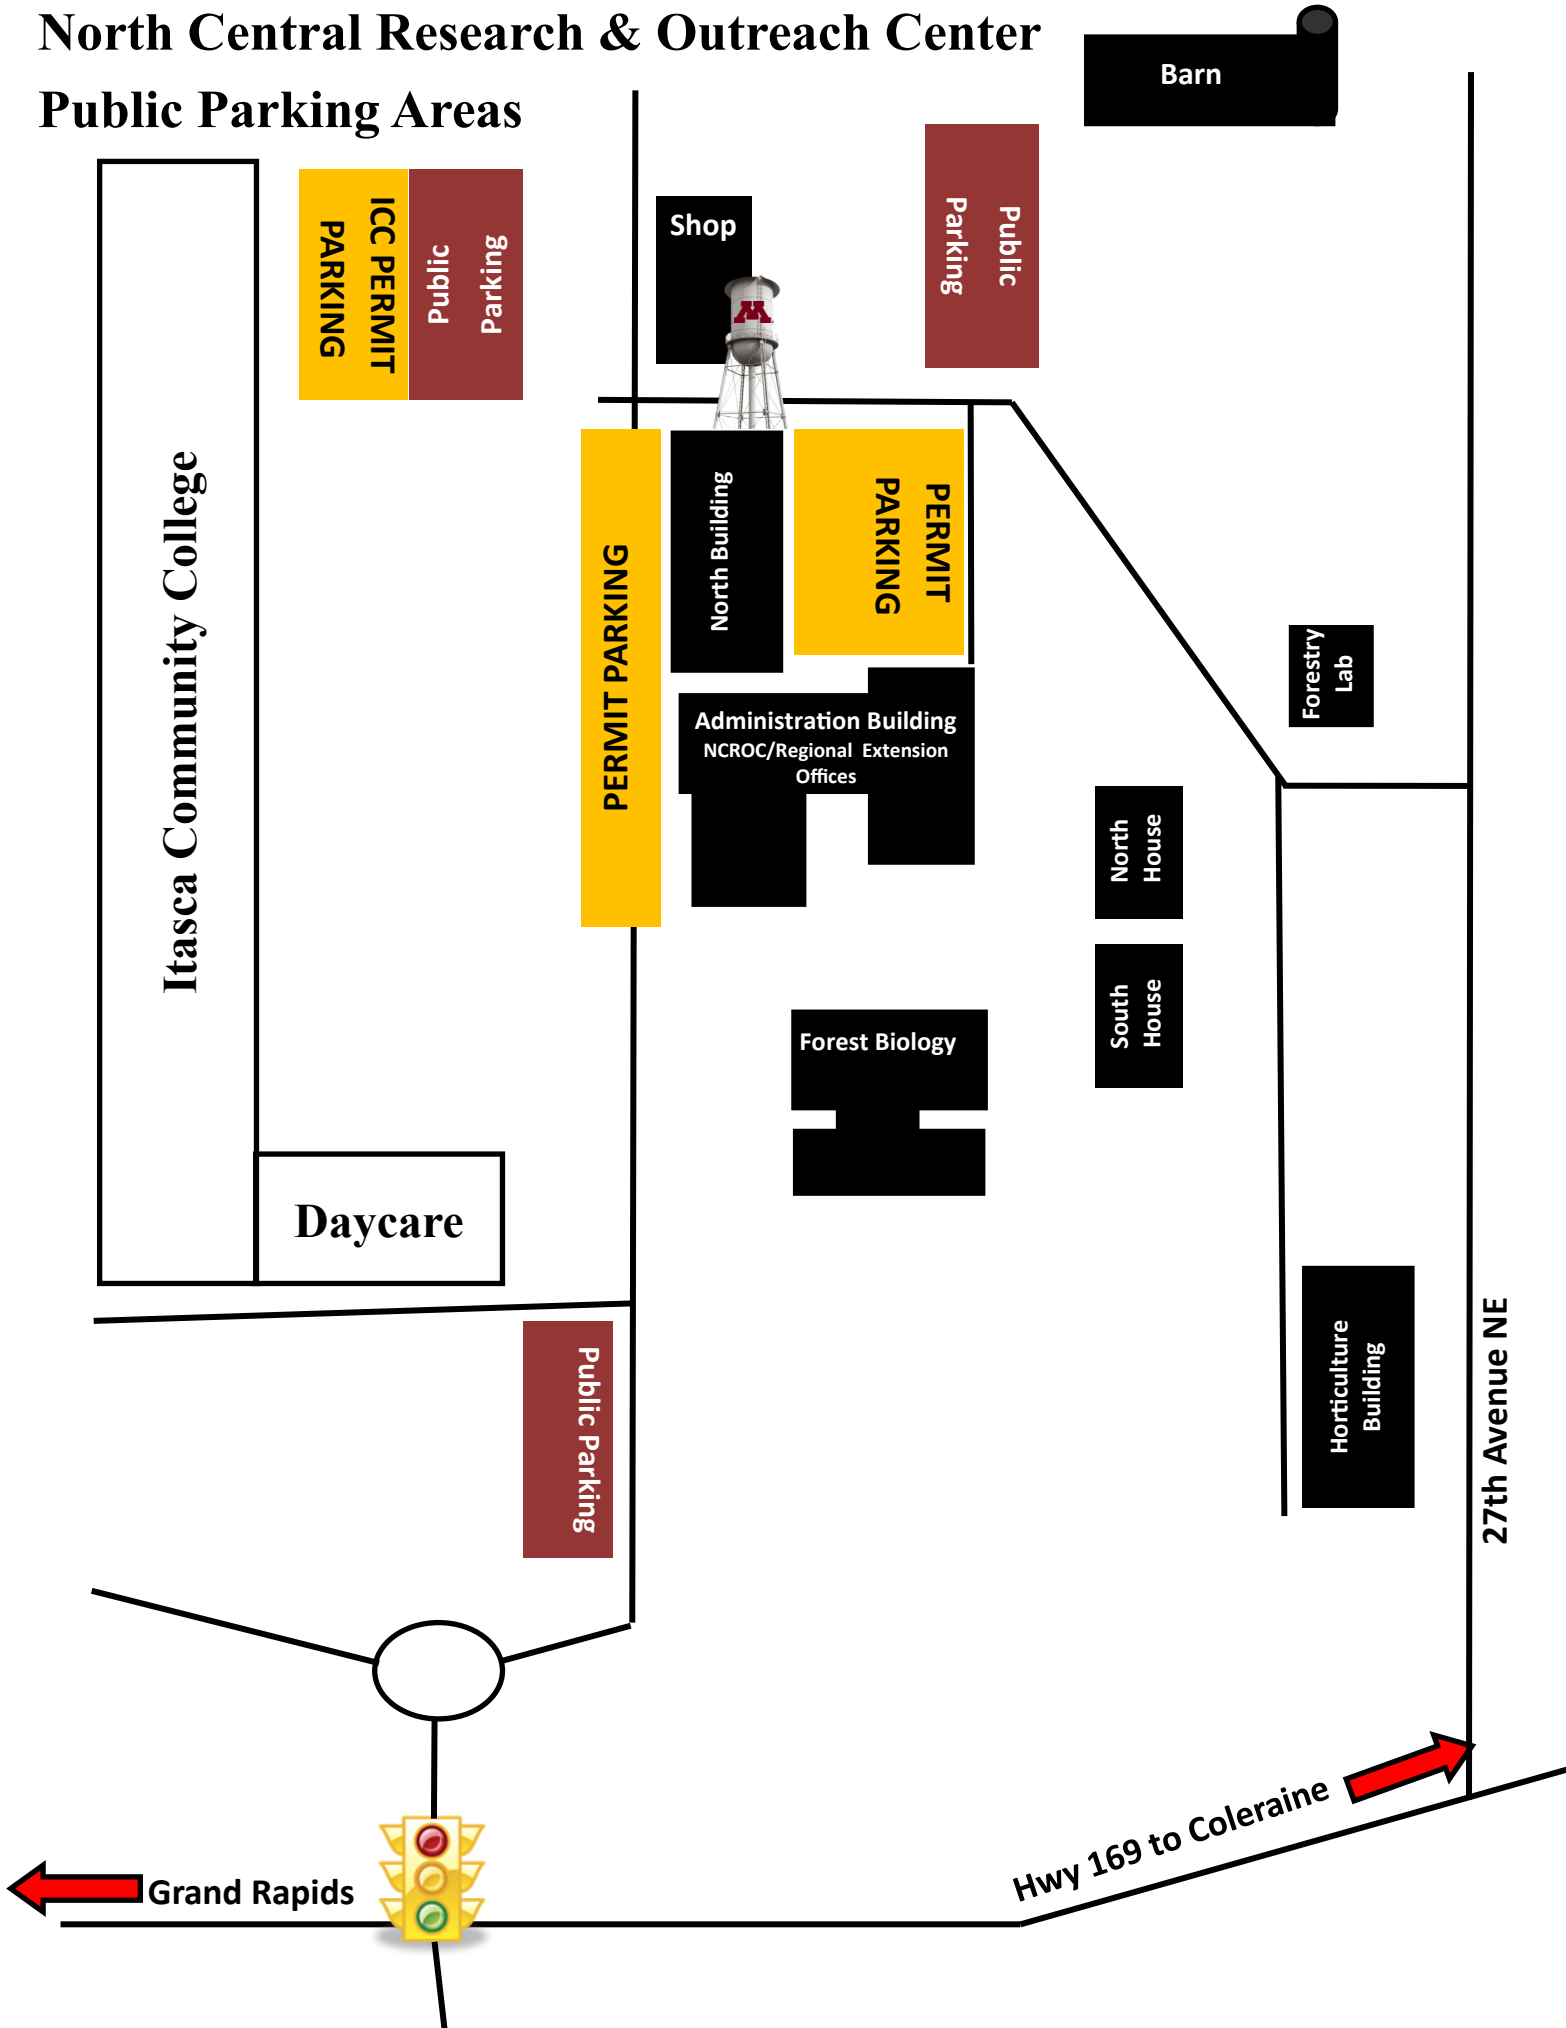 North Central Research & Outreach Center
Public Parking Areas
Barn
ICC PERMIT
PARKING
Public
Parking
Shop
M
Public
Parking
Itasca Community College
PERMIT PARKING
North Building
PERMIT
PARKING
Administration Building
NCROC/Regional Extension
Offices
Forestry
Lab
North
House
South
House
Forest Biology
Daycare
Public Parking
Horticulture
Building
27th Avenue NE
Hwy 169 to Coleraine
Grand Rapids